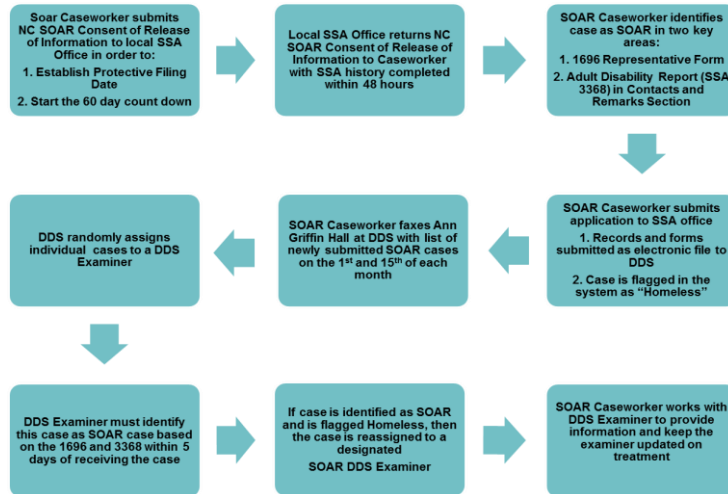 Soar Caseworker submits
NC SOAR Consent of Release
of Information to local SSA
Office in order to:
1. Establish Protective Filing
Date
2. Start the 60 day count down
Local SSA Office returns NC
SOAR Consent of Release of
Information to Caseworker
with SSA history completed
within 48 hours
SOAR Caseworker identifies
case as SOAR in two key
areas:
1. 1696 Representative Form
2. Adult Disability Report (SSA
3368) in Contacts and
Remarks Section
SOAR Caseworker submits
application to SSA office
1. Records and forms
submitted as electronic file to
DDS
2. Case is flagged in the
system as “Homeless”
SOAR Caseworker faxes Ann
Griffin Hall at DDS with list of
newly submitted SOAR cases
on the 1st and 15th of each
month
DDS randomly assigns
individual cases to a DDS
Examiner
DDS Examiner must identify
this case as SOAR case based
on the 1696 and 3368 within 5
days of receiving the case
If case is identified as SOAR
and is flagged Homeless, then
the case is reassigned to a
designated
SOAR DDS Examiner
SOAR Caseworker works with
DDS Examiner to provide
information and keep the
examiner updated on
treatment